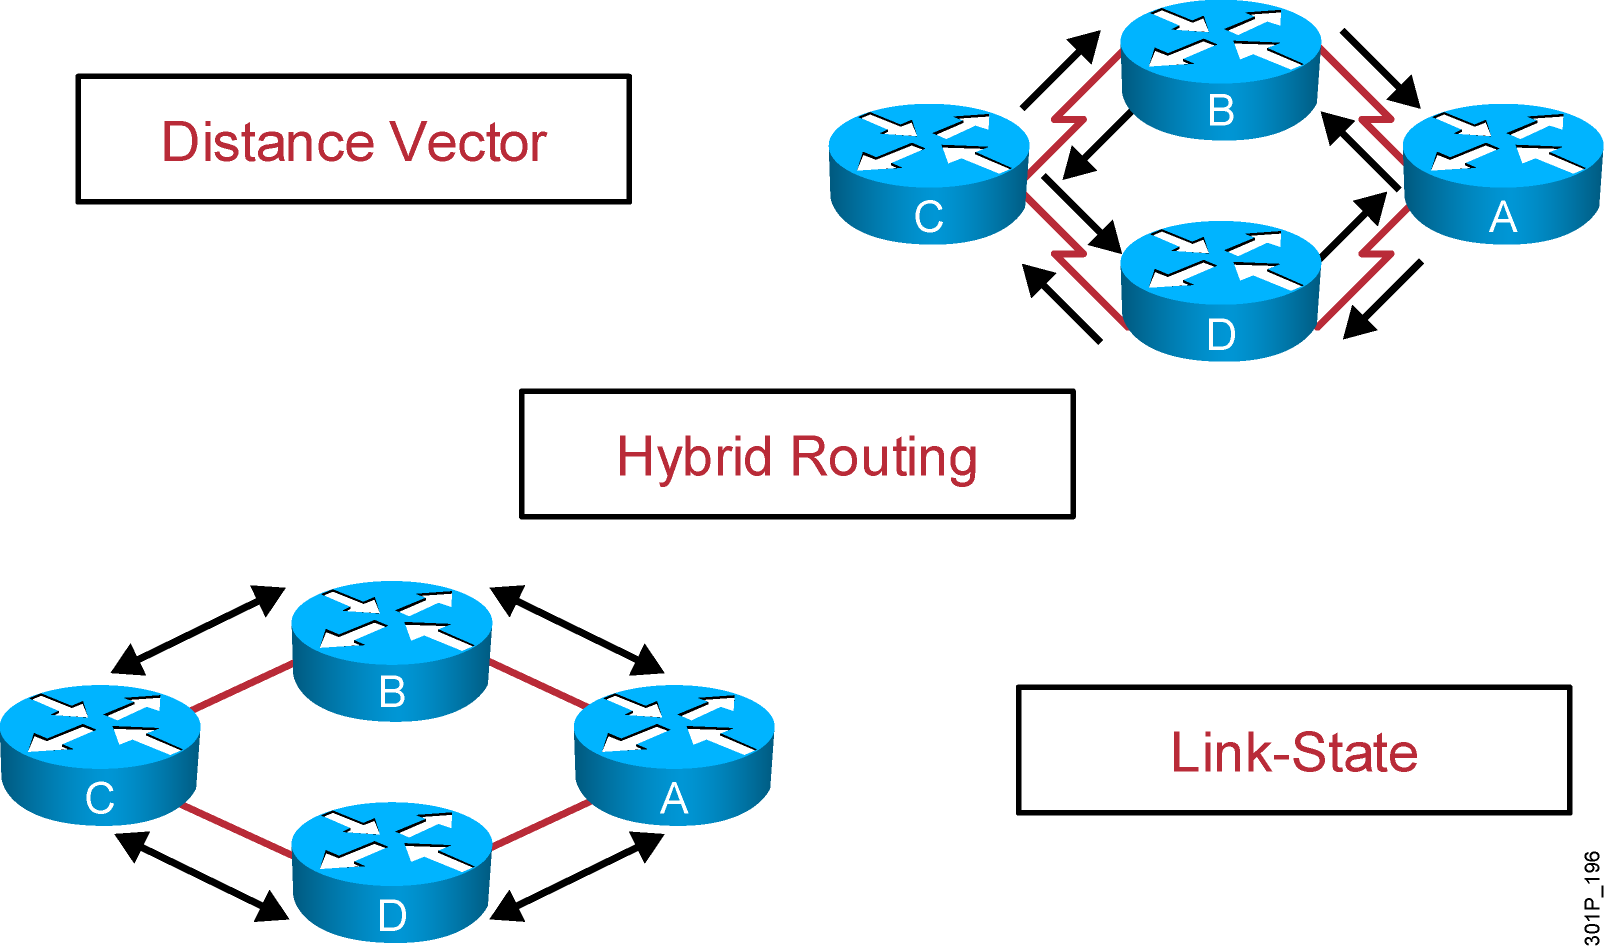 B
Distance Vector
C
A
D
Hybrid Routing
B
C
A
Link-State
D
301P_196